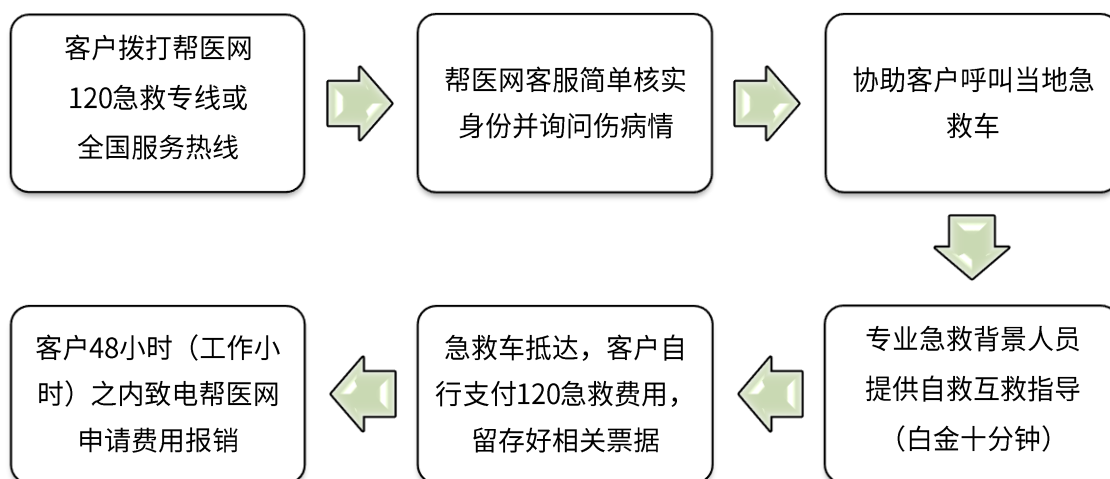 客户拨打帮医网
120急救专线或
全国服务热线
帮医网客服简单核实
身份并询问伤病情
协助客户呼叫当地急
救车
专业急救背景人员
提供自救互救指导
（白金十分钟）
急救车抵达，客户自
行支付120急救费用，
留存好相关票据
客户48小时（工作小
时）之内致电帮医网
申请费用报销